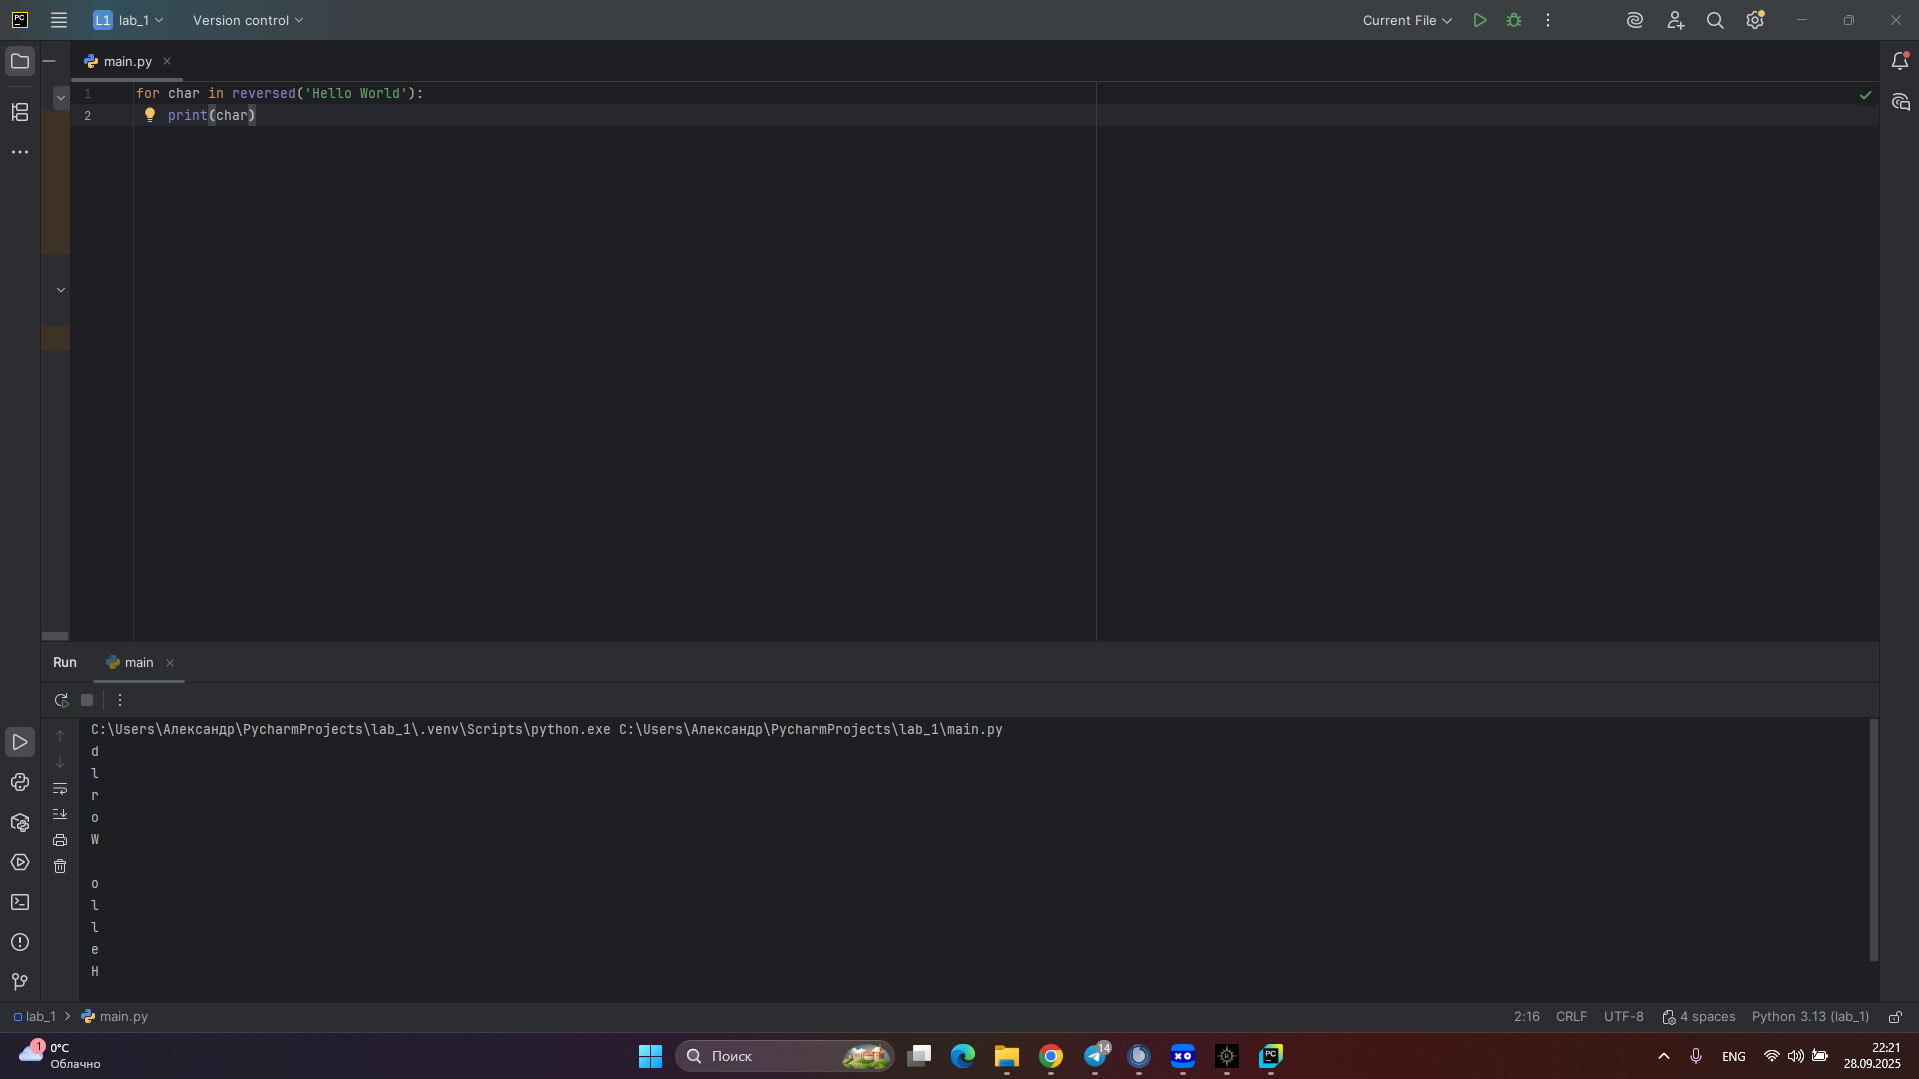 PC
L1 lab_1
Version control
Current File
main.py
1 for char in reversed('Hello World'):
2 print(char)
Run
main
C:\Users\Александр\PycharmProjects\lab_1\.venv\Scripts\python.exe C:\Users\Александр\PycharmProjects\lab_1\main.py
d
l
r
o
W
o
l
l
e
H
lab_1 > main.py
2:16 CRLF UTF-8 4 spaces Python 3.13 (lab_1)
1
0°C
Облачно
Поиск
14
XO
R
PC
ENG
22:21
28.09.2025